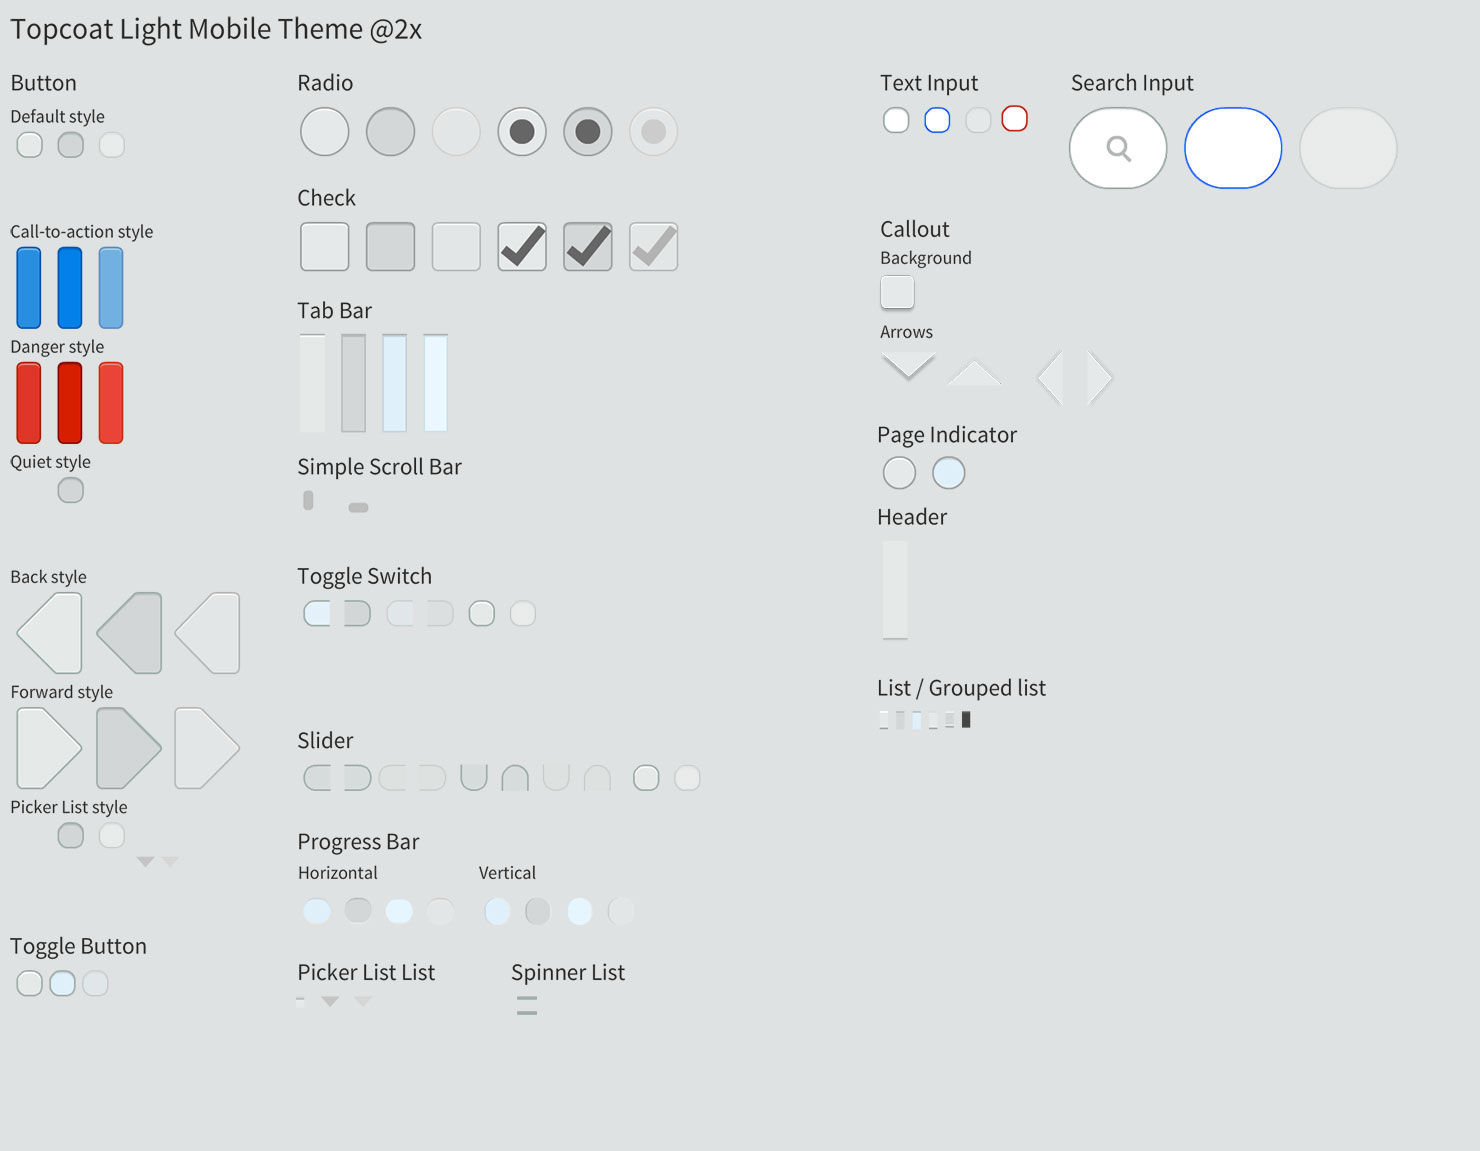 Topcoat Light Mobile Theme @2x
Button
Default style
Call-to-action style
Danger style
Quiet style
Back style
Forward style
Picker List style
Toggle Button
Radio
Check
Tab Bar
Simple Scroll Bar
Toggle Switch
Slider
Progress Bar
Horizontal
Vertical
Picker List List
Spinner List
Text Input
Search Input
Callout
Background
Arrows
Page Indicator
Header
List / Grouped list